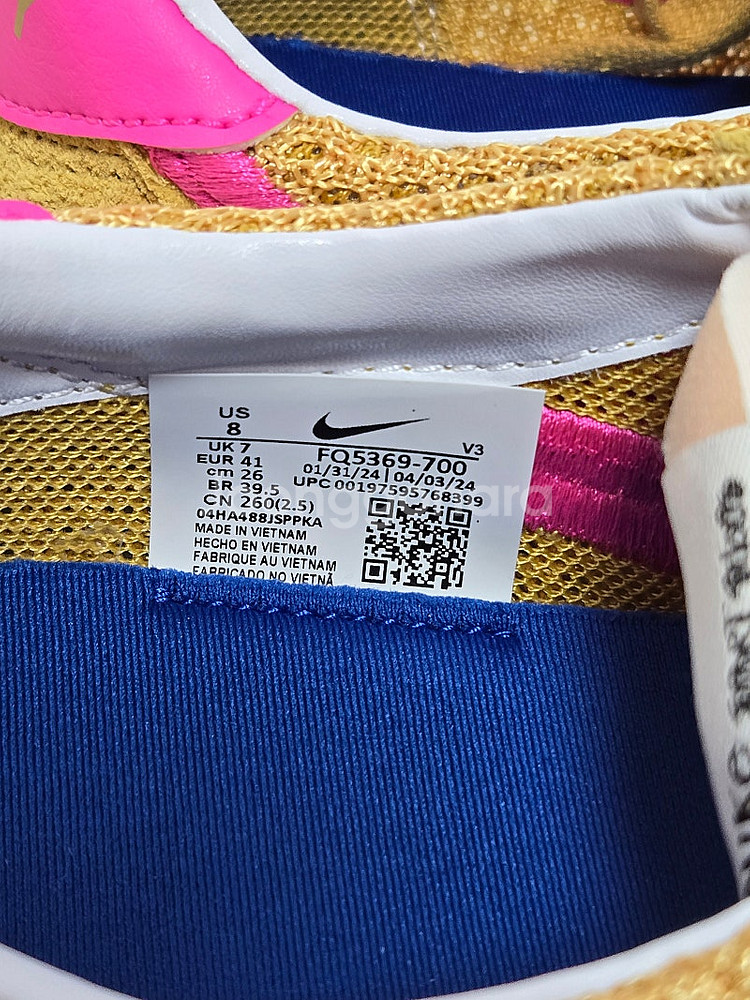 US
8
V3
UK 7
FQ5369-700
EUR 41
01/31/24 | 04/03/24
cm 26
UPC 00197595768399
BR 39.5
CN 260(2.5)
04HA488JSPPKA
MADE IN VIETNAM
HECHO EN VIETNAM
FABRIQUE AU VIETNAM
FABRICADO NO VIETNÃ